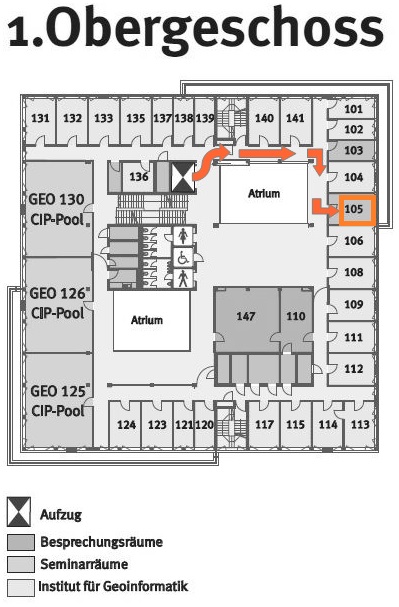 1.Obergeschoss
131
132
133
135
137
138
139
140
141
101
102
103
104
105
106
108
109
111
112
136
GEO 130
CIP-Pool
GEO 126
CIP-Pool
GEO 125
CIP-Pool
Atrium
Atrium
147
110
124
123
121
120
117
115
114
113
Aufzug
Besprechungsräume
Seminarräume
Institut für Geoinformatik